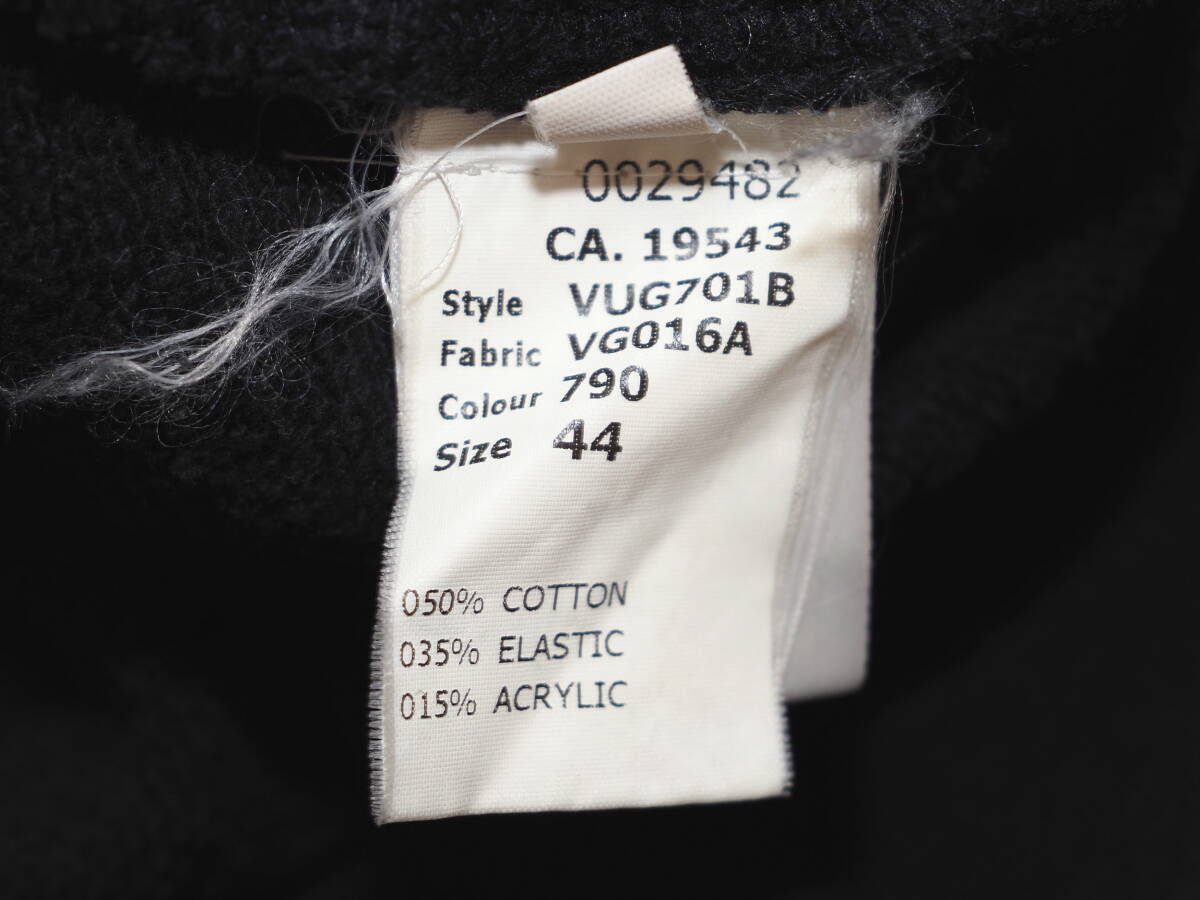 0029482
CA. 19543
Style VUG701B
Fabric VG016A
Colour 790
Size 44
050% COTTON
035% ELASTIC
015% ACRYLIC